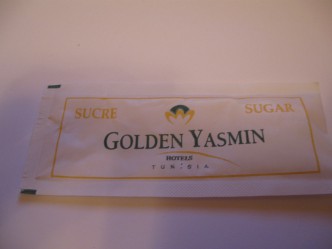 SUCRE SUGAR
GOLDEN YASMIN
HOTELS
TUNISIA